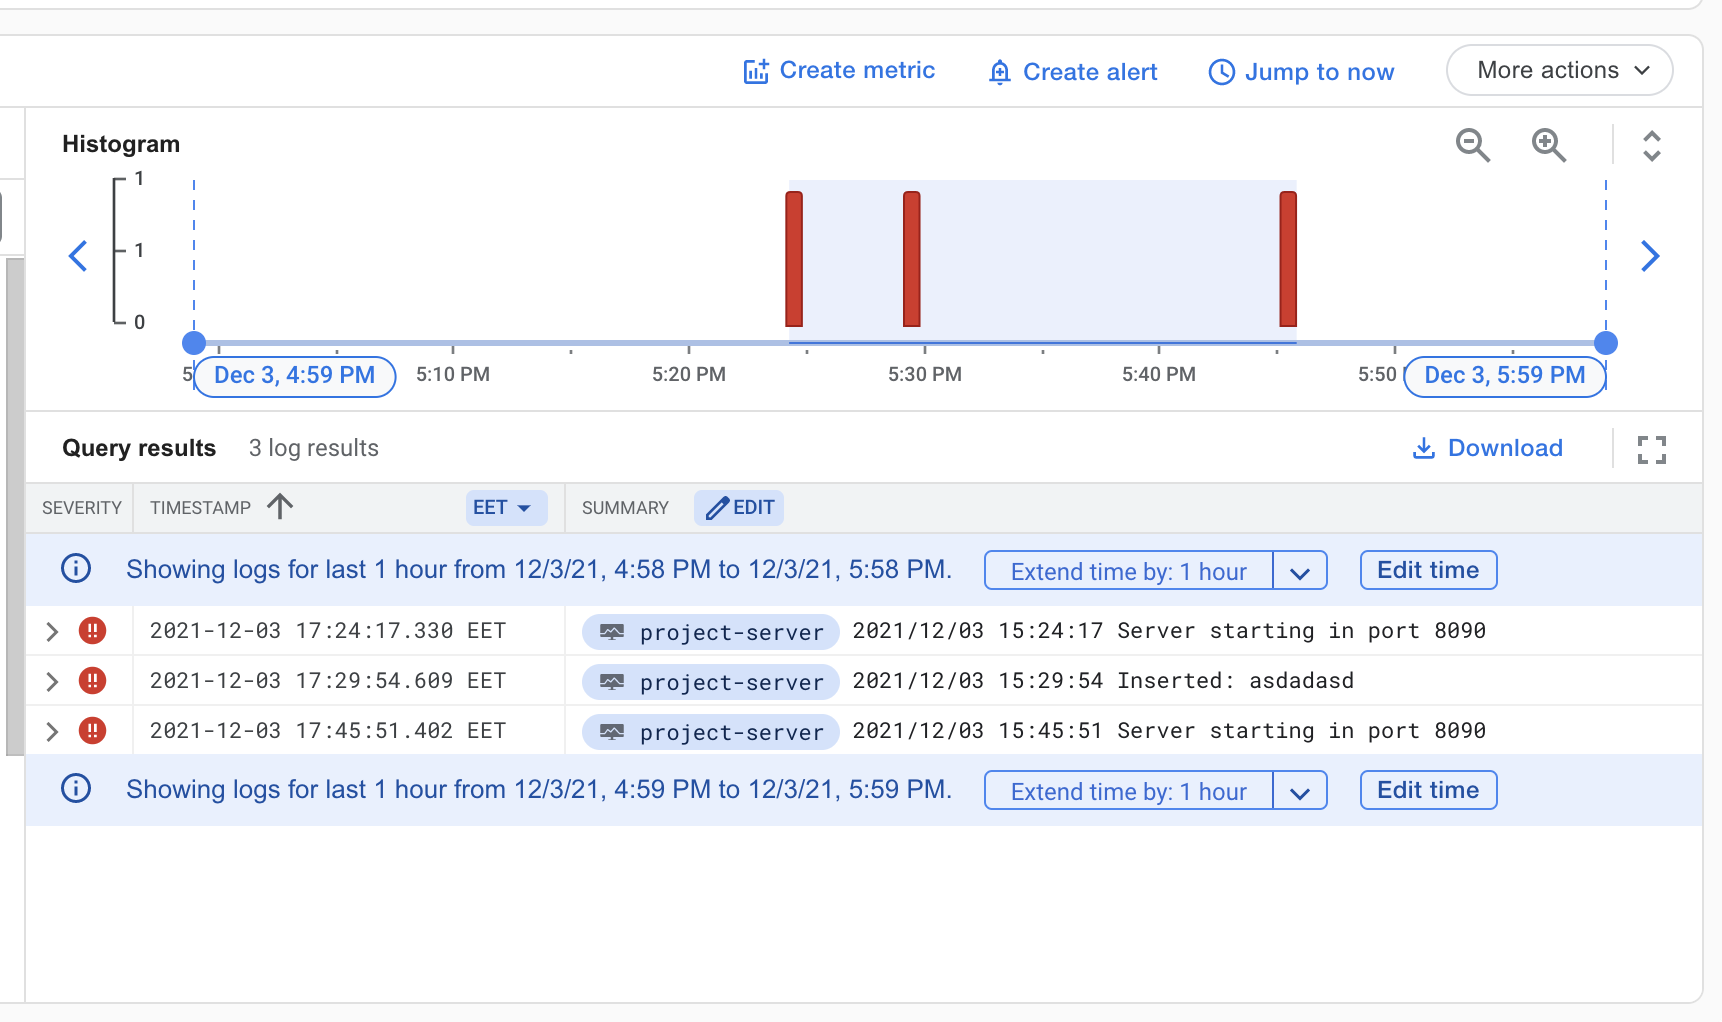 Create metric
Create alert
Jump to now
More actions
Histogram
1
1
0
5:10 PM
5:20 PM
5:30 PM
5:40 PM
5:50
Dec 3, 4:59 PM
Dec 3, 5:59 PM
Query results 3 log results
Download
SEVERITY TIMESTAMP EET SUMMARY EDIT
Showing logs for last 1 hour from 12/3/21, 4:58 PM to 12/3/21, 5:58 PM. Extend time by: 1 hour Edit time
!! 2021-12-03 17:24:17.330 EET project-server 2021/12/03 15:24:17 Server starting in port 8090
!! 2021-12-03 17:29:54.609 EET project-server 2021/12/03 15:29:54 Inserted: asdadasd
!! 2021-12-03 17:45:51.402 EET project-server 2021/12/03 15:45:51 Server starting in port 8090
Showing logs for last 1 hour from 12/3/21, 4:59 PM to 12/3/21, 5:59 PM. Extend time by: 1 hour Edit time